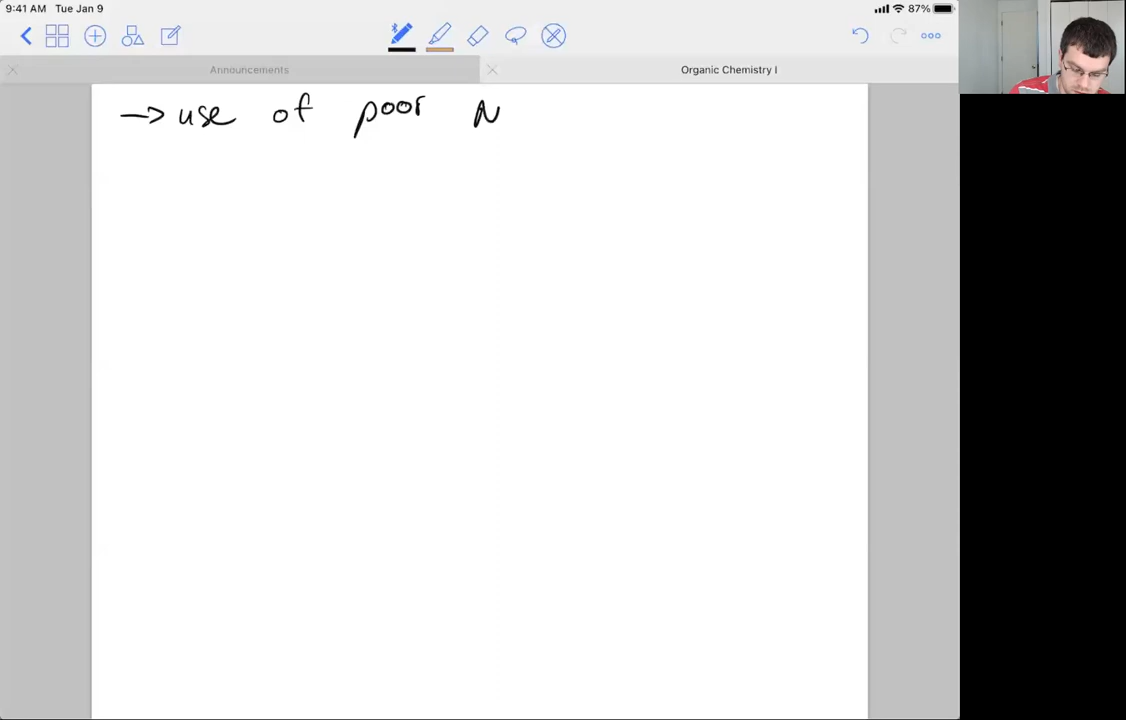 9:41 AM Tue Jan 9 87%
Announcements Organic Chemistry I
→ use of poor N